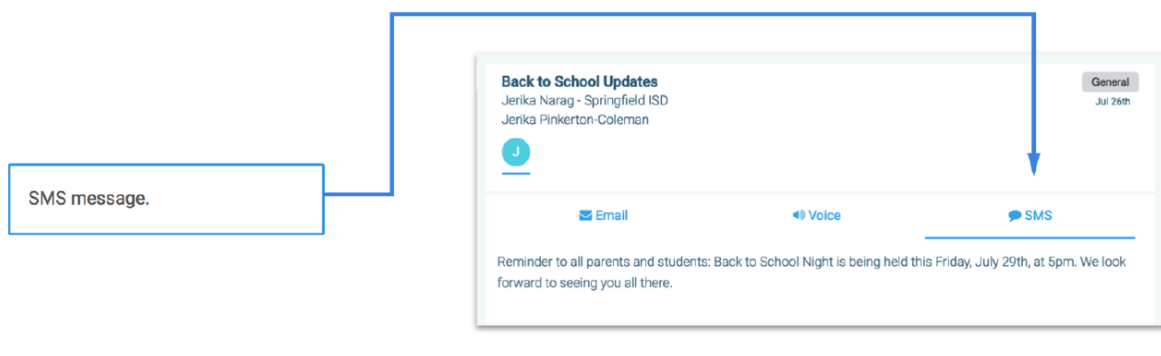 SMS message.
Back to School Updates
General
Jerika Narag - Springfield ISD
Jul 26th
Jerika Pinkerton-Coleman
J
Email
Voice
SMS
Reminder to all parents and students: Back to School Night is being held this Friday, July 29th, at 5pm. We look
forward to seeing you all there.